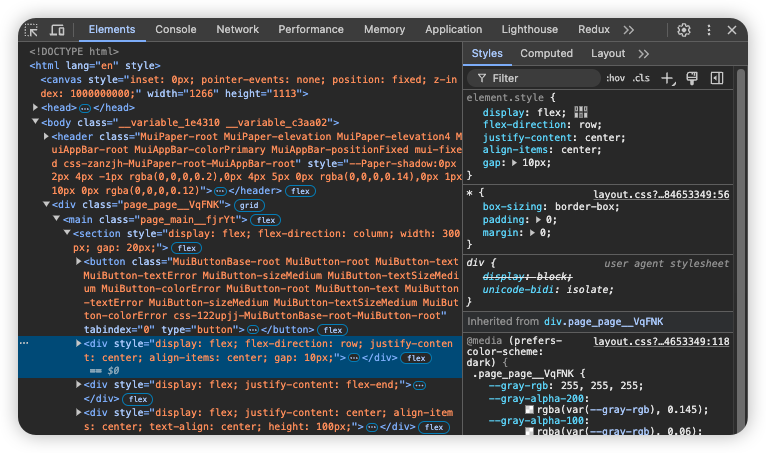 Elements Console Network Performance Memory Application Lighthouse Redux
<!DOCTYPE html>
<html lang="en" style>
<canvas style="inset: 0px; pointer-events: none; position: fixed; z-in
dex: 1000000000;" width="1266" height="1113">
<head>…</head>
<body class="__variable_1e4310 __variable_c3aa02">
<header class="MuiPaper-root MuiPaper-elevation MuiPaper-elevation4 M
uiAppBar-root MuiAppBar-colorPrimary MuiAppBar-positionFixed mui-fixe
d css-zanzjh-MuiPaper-root-MuiAppBar-root" style="--Paper-shadow:0px
2px 4px -1px rgba(0,0,0,0.2),0px 4px 5px 0px rgba(0,0,0,0.14),0px 1px
10px 0px rgba(0,0,0,0.12)">…</header> flex
<div class="page_page__VqFNK"> grid
<main class="page_main__fjrYt"> flex
<section style="display: flex; flex-direction: column; width: 300
px; gap: 20px;"> flex
<button class="MuiButtonBase-root MuiButton-root MuiButton-text
MuiButton-textError MuiButton-sizeMedium MuiButton-textSizeMedi
um MuiButton-colorError MuiButton-root MuiButton-text MuiButton
-textError MuiButton-sizeMedium MuiButton-textSizeMedium MuiBut
ton-colorError css-122upjj-MuiButtonBase-root-MuiButton-root"
tabindex="0" type="button">…</button> flex
<div style="display: flex; flex-direction: row; justify-conten
t: center; align-items: center; gap: 10px;">…</div> flex
== $0
<div style="display: flex; justify-content: flex-end;">…
</div> flex
<div style="display: flex; justify-content: center; align-item
s: center; text-align: center; height: 100px;">…</div> flex
Styles Computed Layout
Filter :hov .cls
element.style {
display: flex;
flex-direction: row;
justify-content: center;
align-items: center;
gap: 10px;
}
* { layout.css?…84653349:56
box-sizing: border-box;
padding: 0;
margin: 0;
}
div { user agent stylesheet
display: block;
unicode-bidi: isolate;
}
Inherited from div.page_page__VqFNK
@media (prefers- layout.css?…4653349:118
color-scheme:
dark) {
.page_page__VqFNK {
--gray-rgb: 255, 255, 255;
--gray-alpha-200:
rgba(var(--gray-rgb), 0.145);
--gray-alpha-100:
rgba(var(--gray-rgb), 0.06);